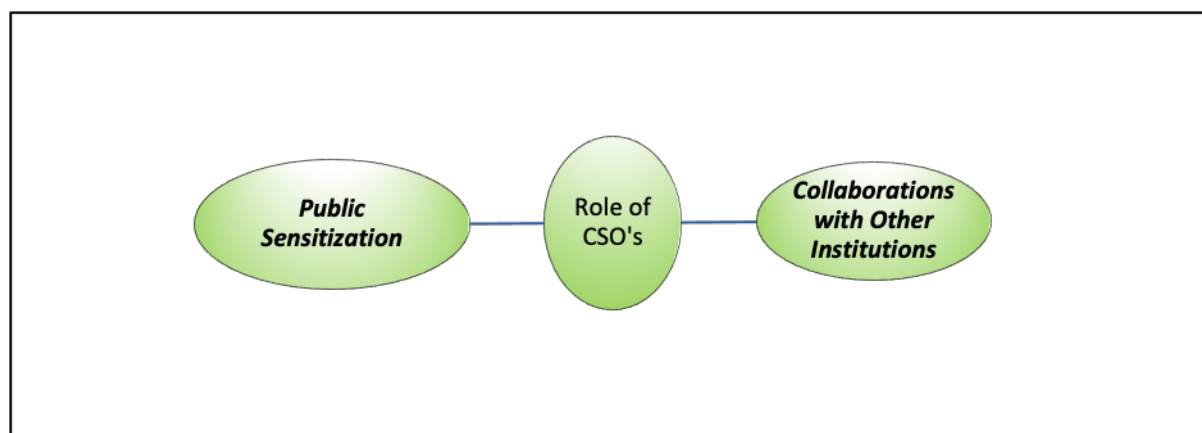 Public
Sensitization
Role of
CSO's
Collaborations
with Other
Institutions